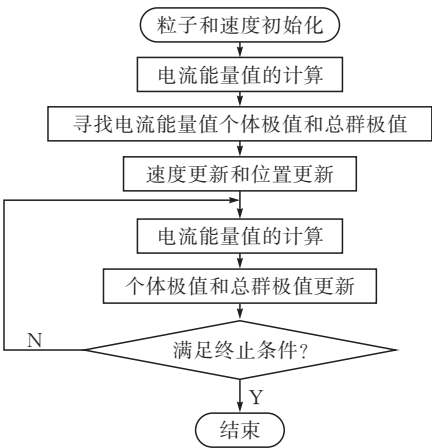 粒子和速度初始化
电流能量值的计算
寻找电流能量值个体极值和总群极值
速度更新和位置更新
电流能量值的计算
个体极值和总群极值更新
N
满足终止条件?
Y
结束